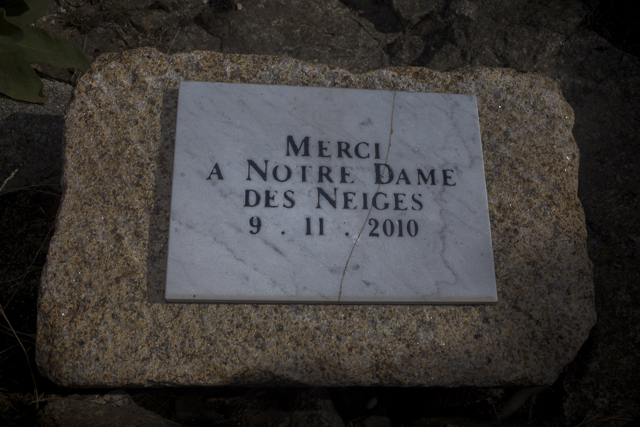 MERCI
A NOTRE DAME
DES NEIGES
9 . 11 . 2010